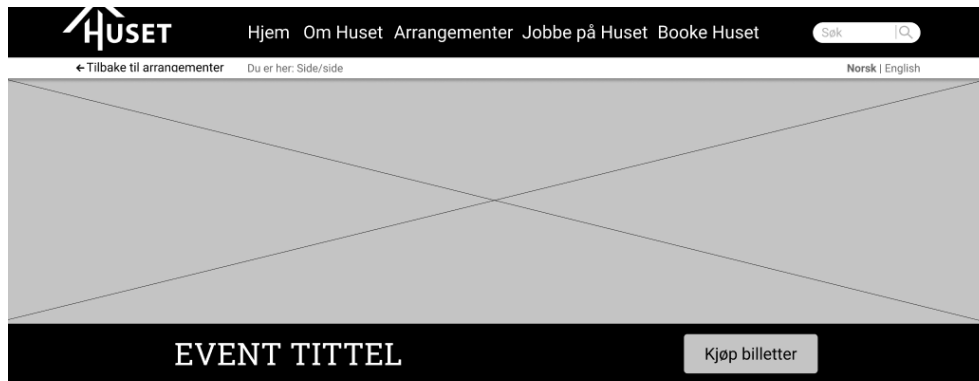 HUSET
Hjem Om Huset Arrangementer Jobbe på Huset Booke Huset Søk
←Tilbake til arrangementer Du er her: Side/side Norsk | English
EVENT TITTEL Kjøp billetter